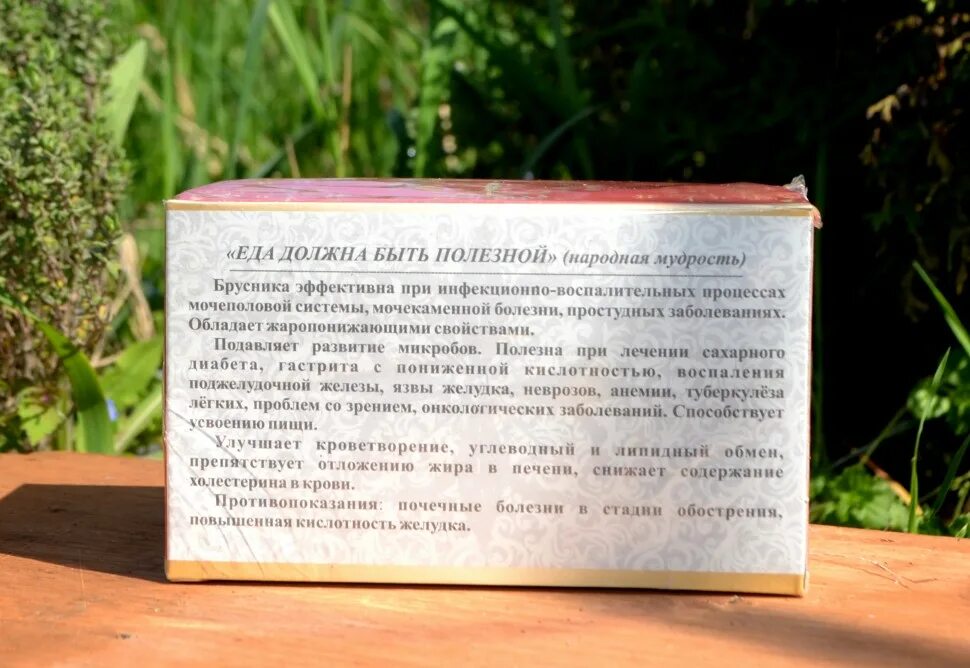 «ЕДА ДОЛЖНА БЫТЬ ПОЛЕЗНОЙ» (народная мудрость)
Брусника эффективна при инфекционно-воспалительных процессах
мочеполовой системы, мочекаменной болезни, простудных заболеваниях.
Обладает жаропонижающими свойствами.
Подавляет развитие микробов. Полезна при лечении сахарного
диабета, гастрита с пониженной кислотностью, воспаления
поджелудочной железы, язвы желудка, неврозов, анемии, туберкулёза
лёгких, проблем со зрением, онкологических заболеваний. Способствует
усвоению пищи.
Улучшает кроветворение, углеводный и липидный обмен,
препятствует отложению жира в печени, снижает содержание
холестерина в крови.
Противопоказания: почечные болезни в стадии обострения,
повышенная кислотность желудка.